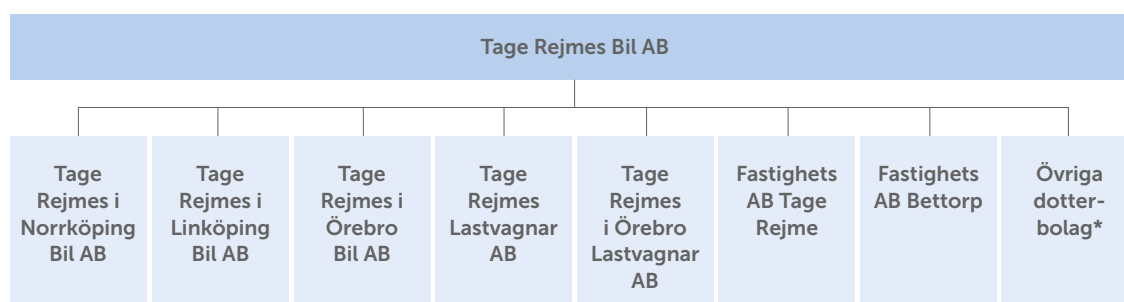 Tage Rejmes Bil AB
Tage
Rejmes i
Norrköping
Bil AB
Tage
Rejmes i
Linköping
Bil AB
Tage
Rejmes i
Örebro
Bil AB
Tage
Rejmes
Lastvagnar
AB
Tage
Rejmes
i Örebro
Lastvagnar
AB
Fastighets
AB Tage
Rejme
Fastighets
AB Bettorp
Övriga
dotter-
bolag*